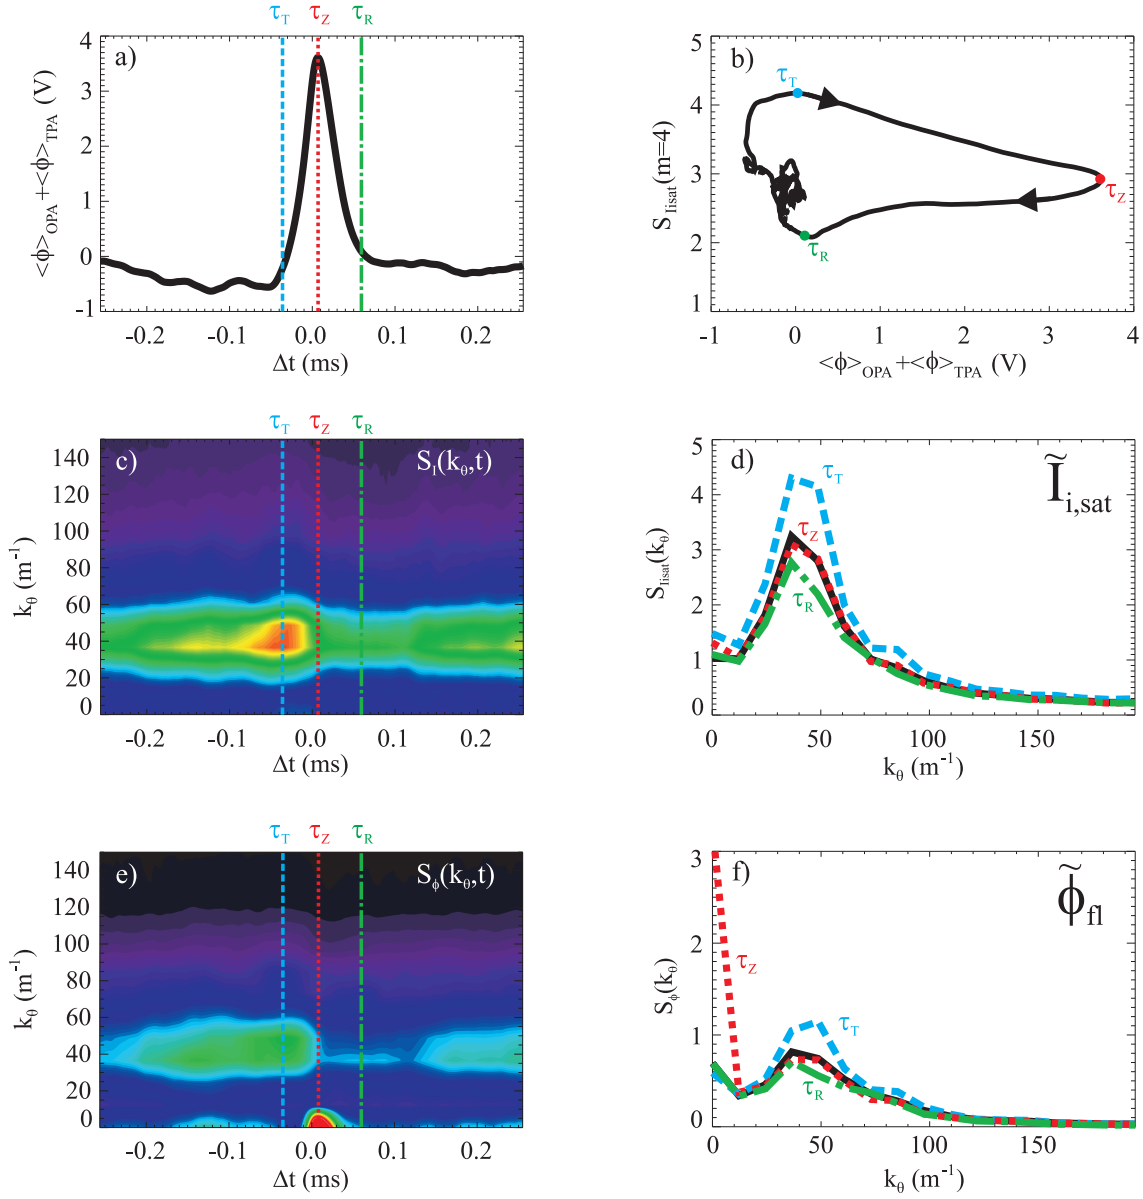 τT τZ τR
a)
<ϕ>OPA+<ϕ>TPA (V)
4
3
2
1
0
-1
-0.2 -0.1 0.0 0.1 0.2
Δt (ms)
b)
SIisat(m=4)
5
4
3
2
1
τT
τZ
τR
-1 0 1 2 3 4
<ϕ>OPA+<ϕ>TPA (V)
τT τZ τR
c) SI(kθ,t)
kθ (m-1)
140
120
100
80
60
40
20
0
-0.2 -0.1 0.0 0.1 0.2
Δt (ms)
d) Ĩi,sat
SIisat(kθ)
5
4
3
2
1
0
τT
τZ
τR
0 50 100 150
kθ (m-1)
τT τZ τR
e) Sϕ(kθ,t)
kθ (m-1)
140
120
100
80
60
40
20
0
-0.2 -0.1 0.0 0.1 0.2
Δt (ms)
f) ϕ̃fl
Sϕ(kθ)
3
2
1
0
τZ
τT
τR
0 50 100 150
kθ (m-1)